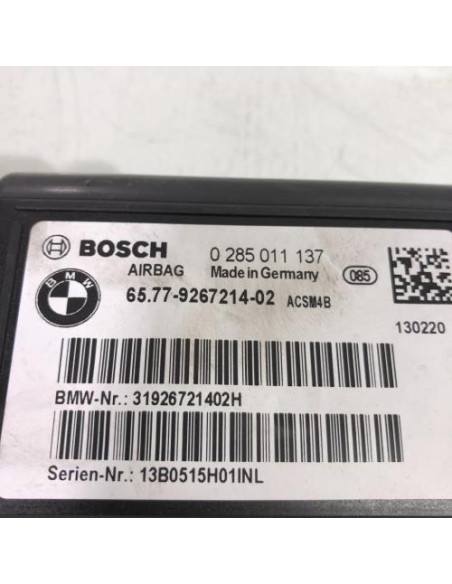 BOSCH 0 285 011 137
AIRBAG Made in Germany 085
BMW 65.77-9267214-02 ACSM4B
130220
BMW-Nr.: 31926721402H
Serien-Nr.: 13B0515H01INL